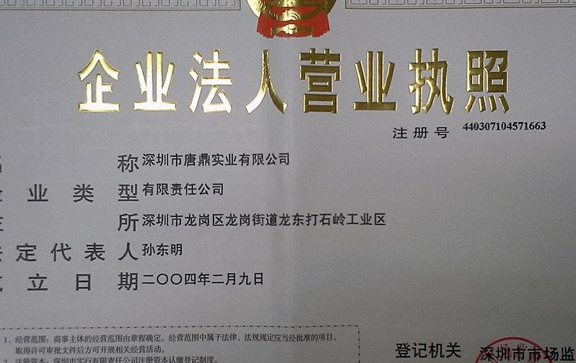 企业法人营业执照
注册号 440307104571663
名 称 深圳市唐鼎实业有限公司
企业类型 有限责任公司
住 所 深圳市龙岗区龙岗街道龙东打石岭工业区
法定代表人 孙东明
成立日期 二〇〇四年二月九日
1、经营范围：商事主体的经营范围由章程确定。经营范围中属于法律、法规规定应当经批准的项目，
取得许可审批文件后方可开展相关经营活动。
登记机关 深圳市市场监